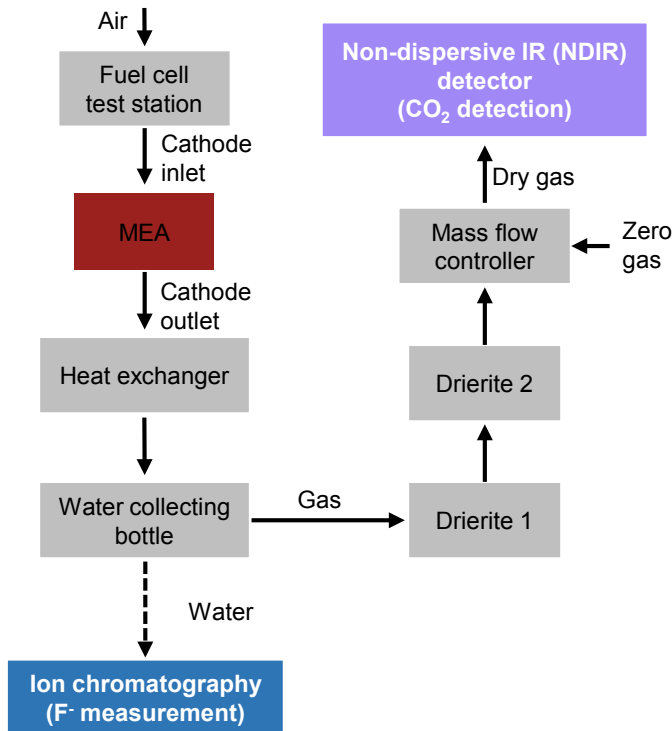 Air
Fuel cell
test station
Cathode
inlet
MEA
Cathode
outlet
Heat exchanger
Water collecting
bottle
Water
Ion chromatography
(F⁻ measurement)
Gas
Drierite 1
Drierite 2
Mass flow
controller
Zero
gas
Dry gas
Non-dispersive IR (NDIR)
detector
(CO₂ detection)